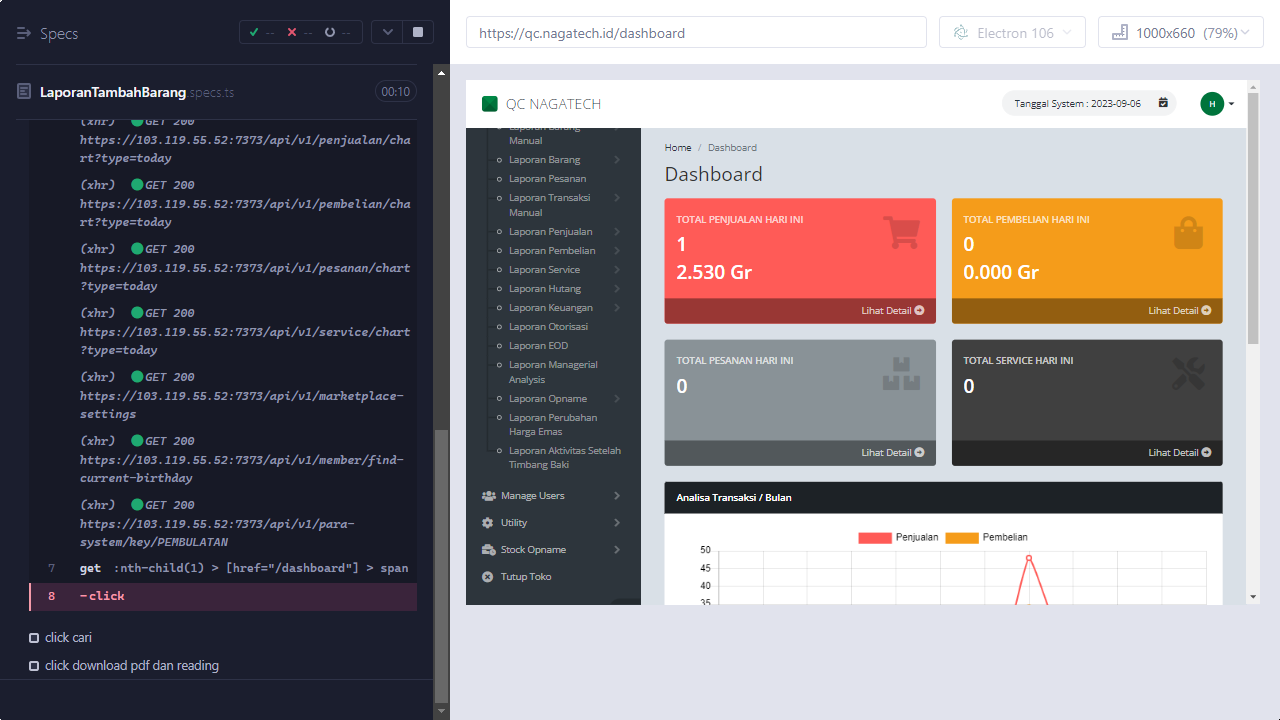 Specs
--
--
--
https://qc.nagatech.id/dashboard
Electron 106
1000x660 (79%)
LaporanTambahBarang.specs.ts
00:10
(xhr) GET 200
https://103.119.55.52:7373/api/v1/penjualan/cha
rt?type=today
(xhr) GET 200
https://103.119.55.52:7373/api/v1/pembelian/cha
rt?type=today
(xhr) GET 200
https://103.119.55.52:7373/api/v1/pesanan/chart
?type=today
(xhr) GET 200
https://103.119.55.52:7373/api/v1/service/chart
?type=today
(xhr) GET 200
https://103.119.55.52:7373/api/v1/marketplace-
settings
(xhr) GET 200
https://103.119.55.52:7373/api/v1/member/find-
current-birthday
(xhr) GET 200
https://103.119.55.52:7373/api/v1/para-
system/key/PEMBULATAN
7 get :nth-child(1) > [href="/dashboard"] > span
8 -click
click cari
click download pdf dan reading
QC NAGATECH
Tanggal System : 2023-09-06
H
Laporan Barang
Manual
Laporan Barang
Laporan Pesanan
Laporan Transaksi
Manual
Laporan Penjualan
Laporan Pembelian
Laporan Service
Laporan Hutang
Laporan Keuangan
Laporan Otorisasi
Laporan EOD
Laporan Managerial
Analysis
Laporan Opname
Laporan Perubahan
Harga Emas
Laporan Aktivitas Setelah
Timbang Baki
Manage Users
Utility
Stock Opname
Tutup Toko
Home / Dashboard
Dashboard
TOTAL PENJUALAN HARI INI
1
2.530 Gr
Lihat Detail
TOTAL PEMBELIAN HARI INI
0
0.000 Gr
Lihat Detail
TOTAL PESANAN HARI INI
0
Lihat Detail
TOTAL SERVICE HARI INI
0
Lihat Detail
Analisa Transaksi / Bulan
Penjualan Pembelian
50
45
40
35